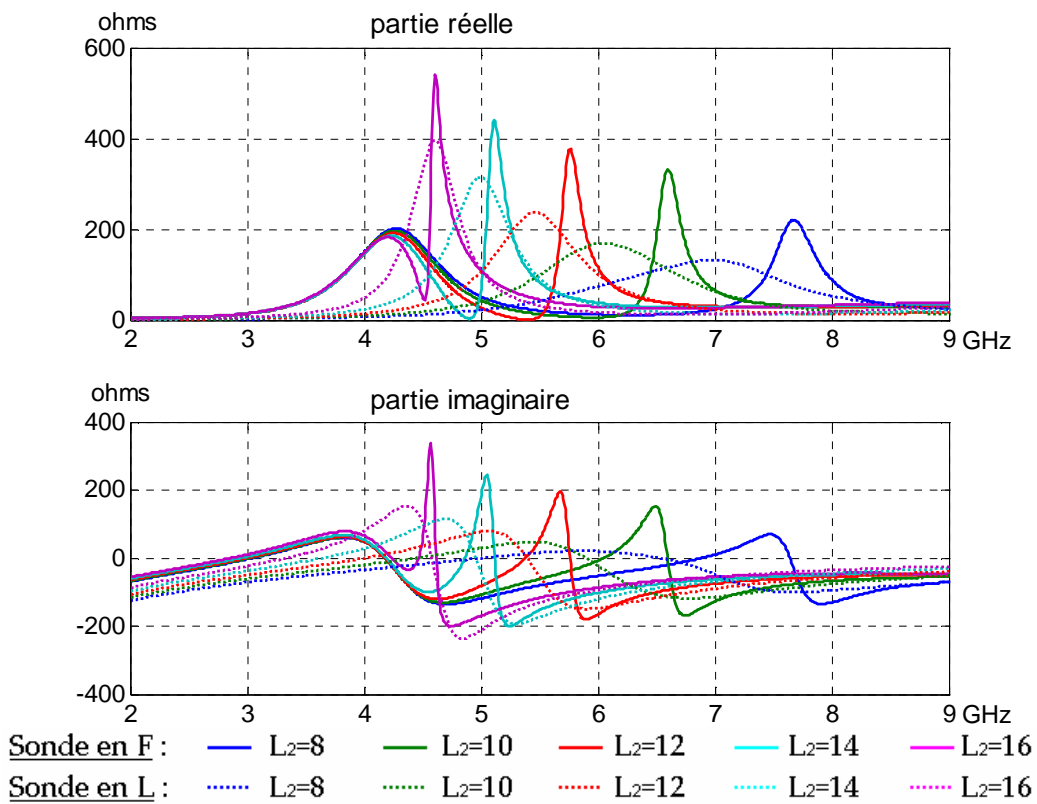 ohms partie réelle
600
400
200
0
2 3 4 5 6 7 8 9 GHz
ohms partie imaginaire
400
200
0
-200
-400
2 3 4 5 6 7 8 9 GHz
Sonde en F : L2=8 L2=10 L2=12 L2=14 L2=16
Sonde en L : L2=8 L2=10 L2=12 L2=14 L2=16